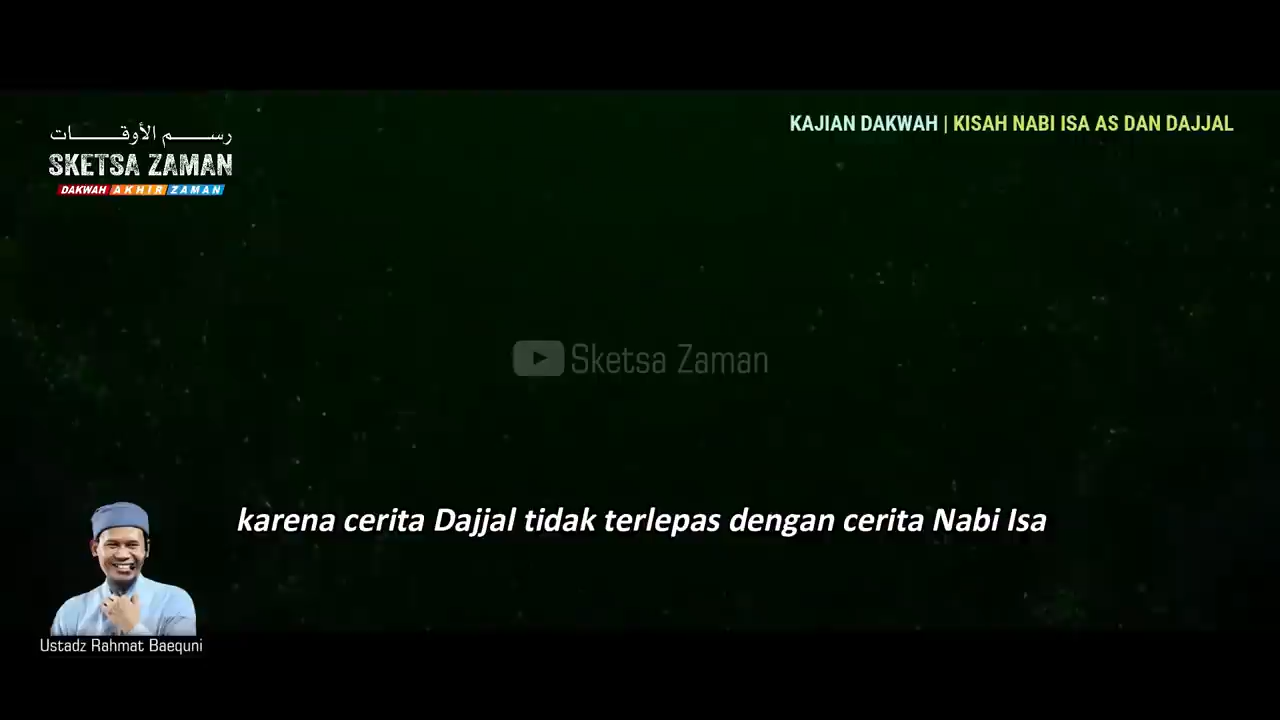 رسم الأوقات
SKETSA ZAMAN
DAKWAH AKHIR ZAMAN
KAJIAN DAKWAH | KISAH NABI ISA AS DAN DAJJAL
Sketsa Zaman
karena cerita Dajjal tidak terlepas dengan cerita Nabi Isa
Ustadz Rahmat Baequni